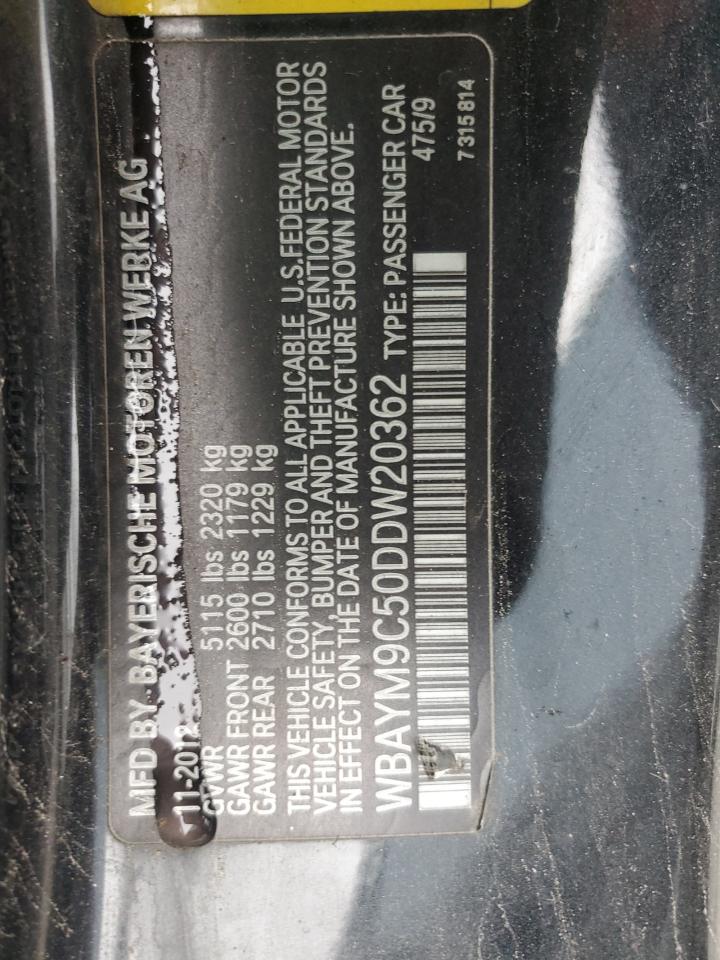 MFD BY. BAYERISCHE MOTOREN WERKE AG
11-2012
GVWR 5115 lbs 2320 kg
GAWR FRONT 2600 lbs 1179 kg
GAWR REAR 2710 lbs 1229 kg
THIS VEHICLE CONFORMS TO ALL APPLICABLE U.S.FEDERAL MOTOR
VEHICLE SAFETY, BUMPER AND THEFT PREVENTION STANDARDS
IN EFFECT ON THE DATE OF MANUFACTURE SHOWN ABOVE.
WBAYM9C50DDW20362 TYPE: PASSENGER CAR
475/9
7315814